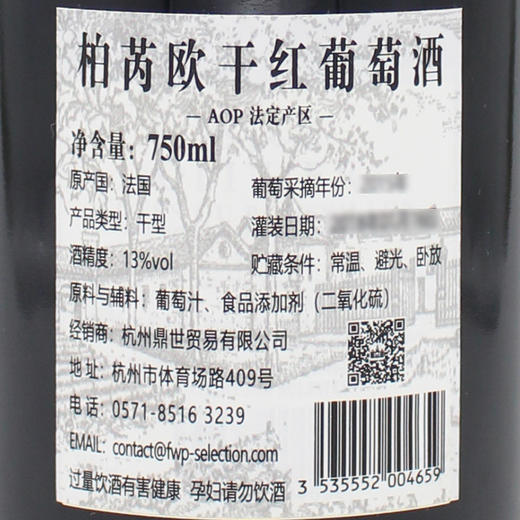 柏芮欧干红葡萄酒
AOP 法定产区
净含量：750ml
原产国：法国
葡萄采摘年份：
产品类型：干型
灌装日期：
酒精度：13%vol
贮藏条件：常温、避光、卧放
原料与辅料：葡萄汁、食品添加剂（二氧化硫）
经销商：杭州鼎世贸易有限公司
地 址：杭州市体育场路409号
电 话：0571-8516 3239
EMAIL：contact@fwp-selection.com
过量饮酒有害健康 孕妇请勿饮酒
3 535552 004659